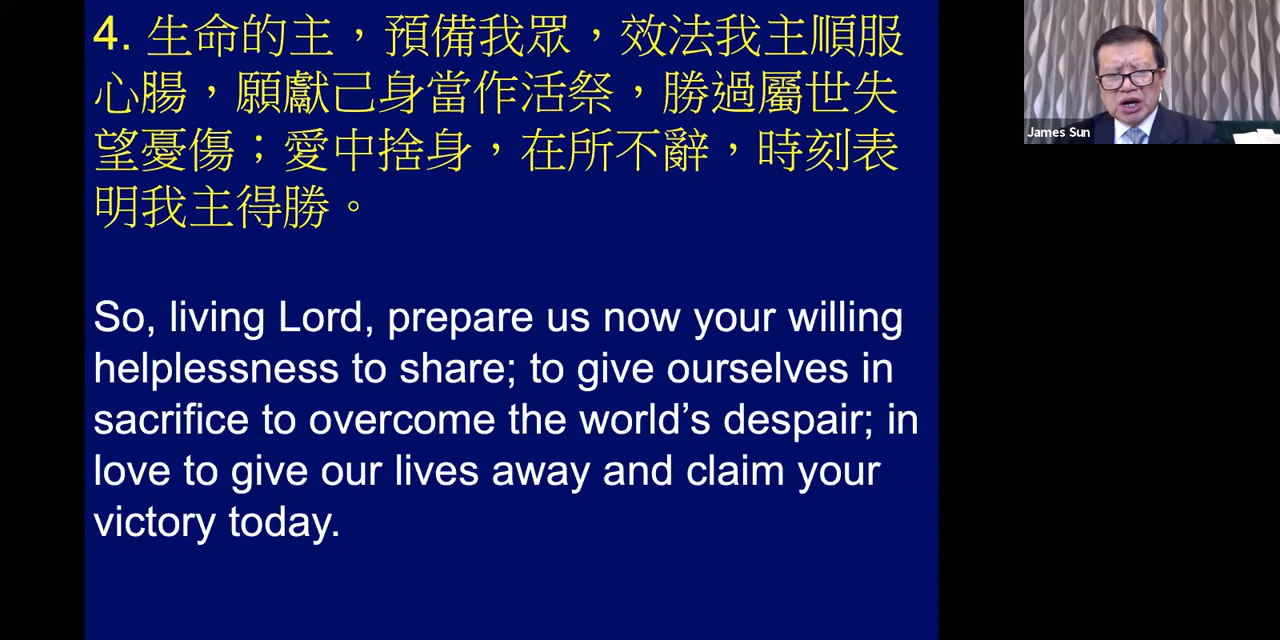 4. 生命的主，預備我眾，效法我主順服
心腸，願獻己身當作活祭，勝過屬世失
望憂傷；愛中捨身，在所不辭，時刻表
明我主得勝。
So, living Lord, prepare us now your willing
helplessness to share; to give ourselves in
sacrifice to overcome the world’s despair; in
love to give our lives away and claim your
victory today.
James Sun